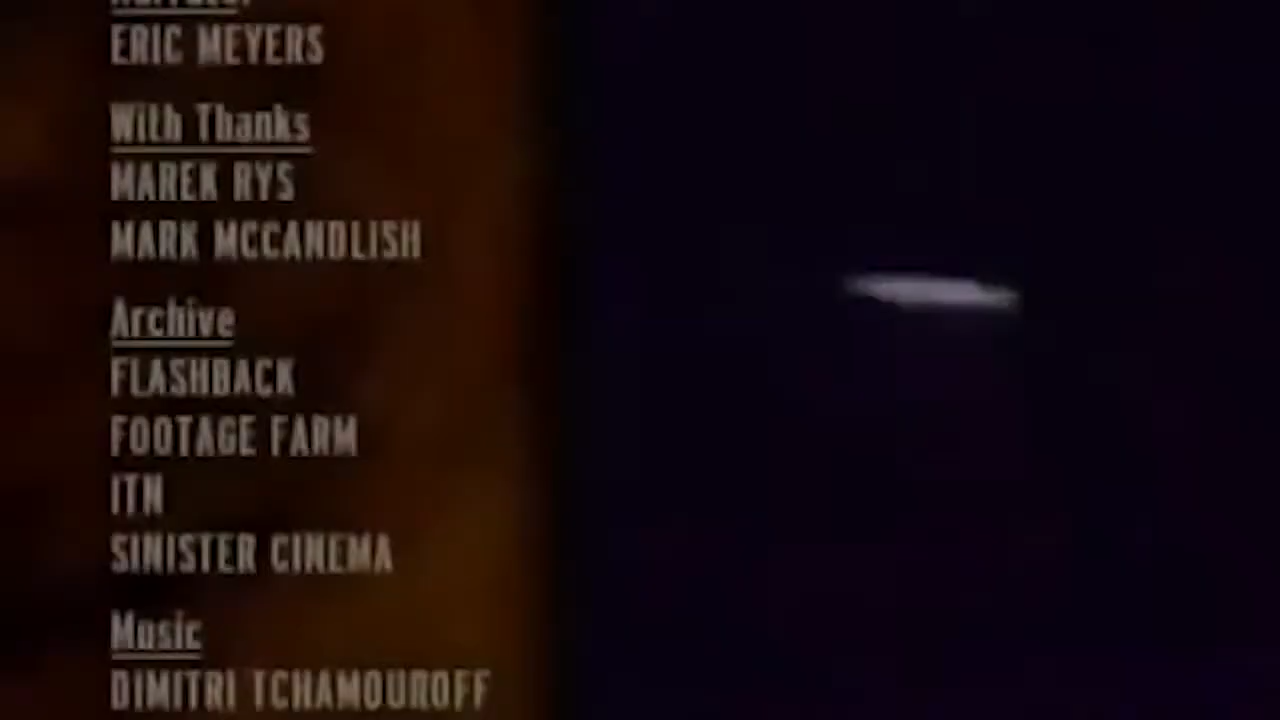 ERIC MEYERS
With Thanks
MAREK RYS
MARK MCCANDLISH
Archive
FLASHBACK
FOOTAGE FARM
ITN
SINISTER CINEMA
Music
DIMITRI TCHAMOUROFF